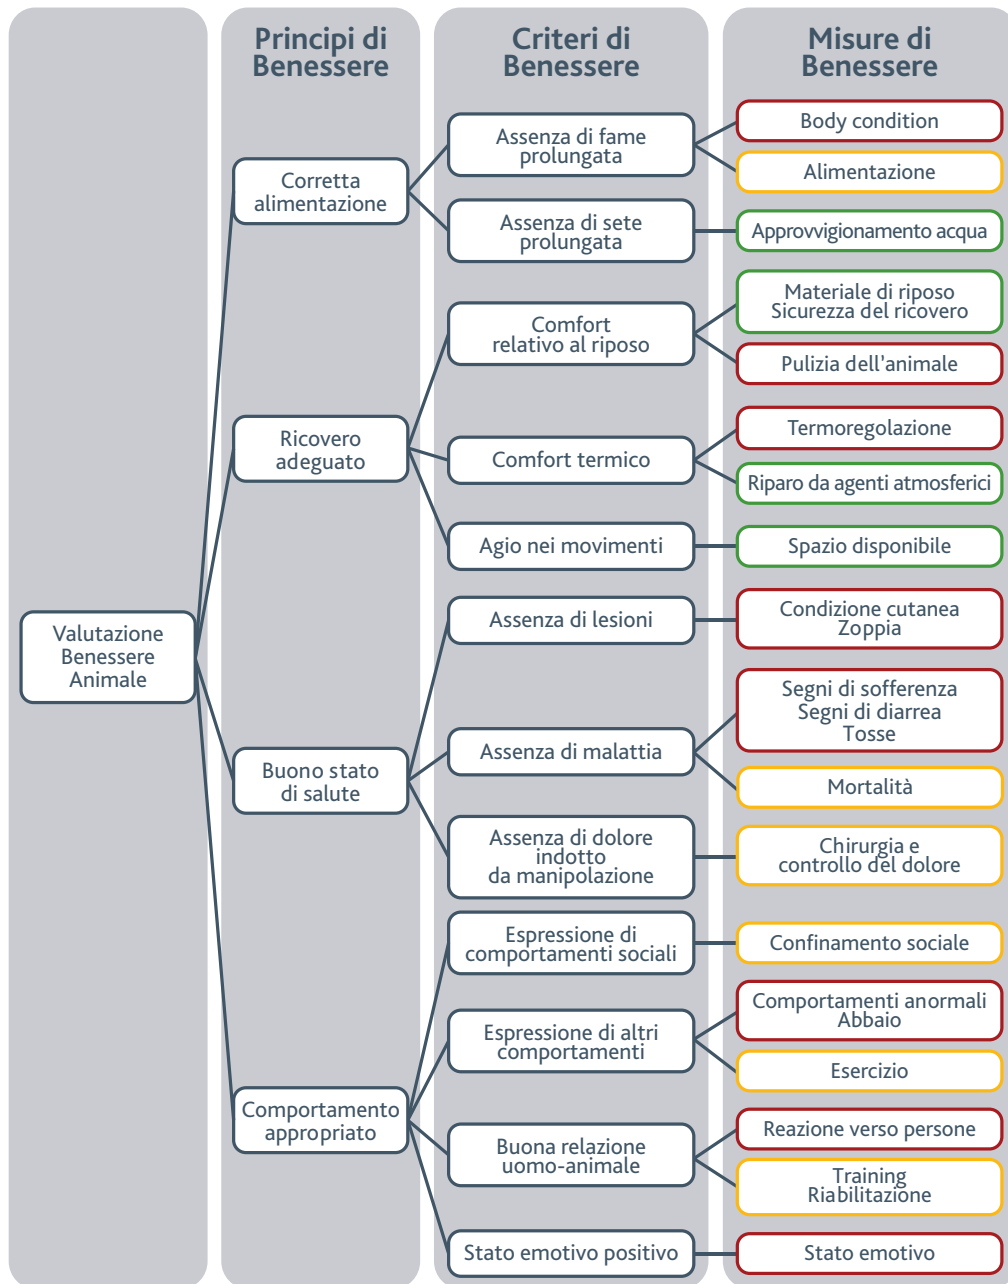 Principi di
Benessere
Criteri di
Benessere
Misure di
Benessere
Valutazione
Benessere
Animale
Corretta
alimentazione
Assenza di fame
prolungata
Body condition
Alimentazione
Assenza di sete
prolungata
Approvvigionamento acqua
Ricovero
adeguato
Comfort
relativo al riposo
Materiale di riposo
Sicurezza del ricovero
Pulizia dell'animale
Comfort termico
Termoregolazione
Riparo da agenti atmosferici
Agio nei movimenti
Spazio disponibile
Buono stato
di salute
Assenza di lesioni
Condizione cutanea
Zoppia
Assenza di malattia
Segni di sofferenza
Segni di diarrea
Tosse
Mortalità
Assenza di dolore
indotto
da manipolazione
Chirurgia e
controllo del dolore
Comportamento
appropriato
Espressione di
comportamenti sociali
Confinamento sociale
Espressione di altri
comportamenti
Comportamenti anormali
Abbaio
Esercizio
Buona relazione
uomo-animale
Reazione verso persone
Training
Riabilitazione
Stato emotivo positivo
Stato emotivo